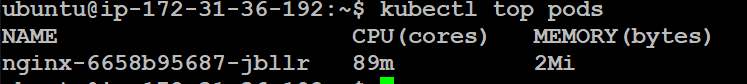 ubuntu@ip-172-31-36-192:~$ kubectl top pods
NAME CPU(cores) MEMORY(bytes)
nginx-6658b95687-jbllr 89m 2Mi